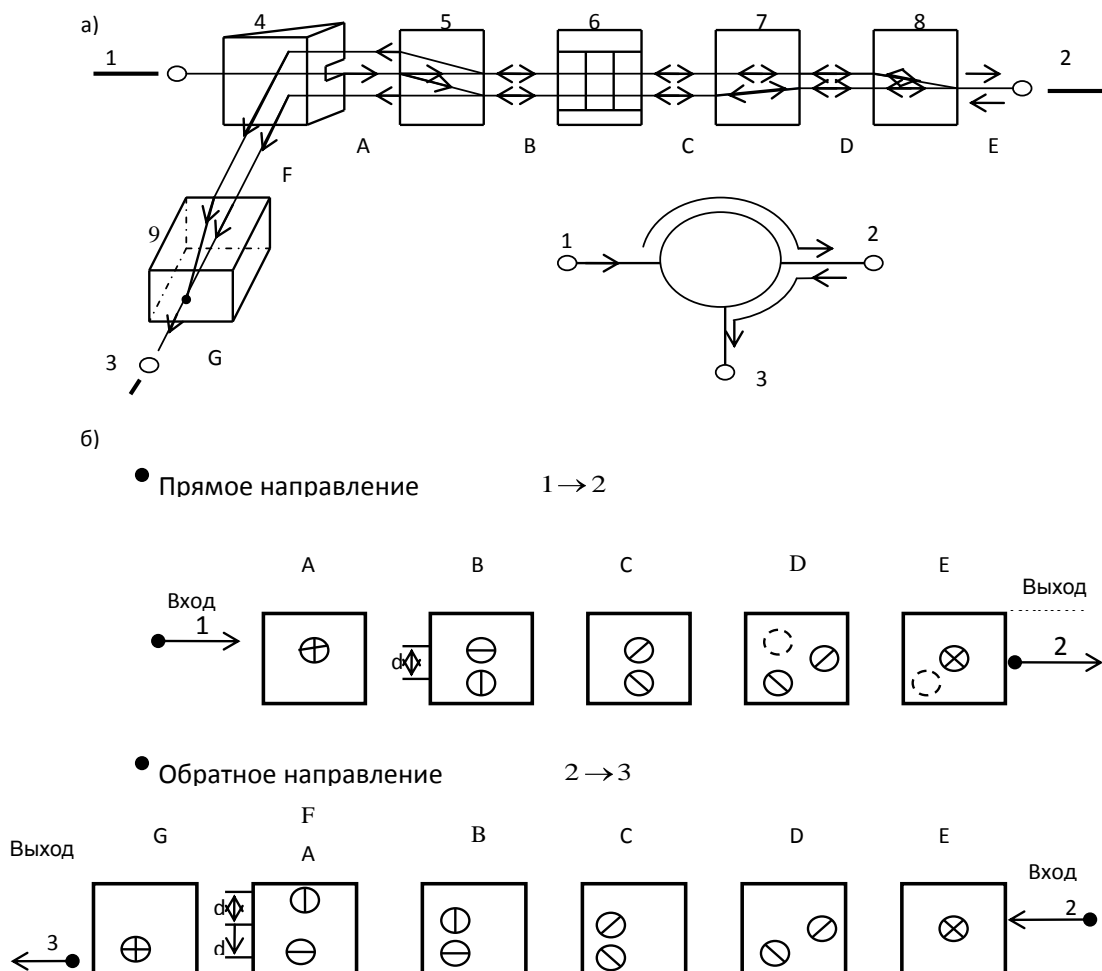 а)
4 5 6 7 8
1 2
A B C D E
F
9
1 2
3 G
3
б)
• Прямое направление 1→2
A B C D E
Вход Выход
1 2
d
• Обратное направление 2→3
F
G A B C D E
Выход Вход
d
3 2
d